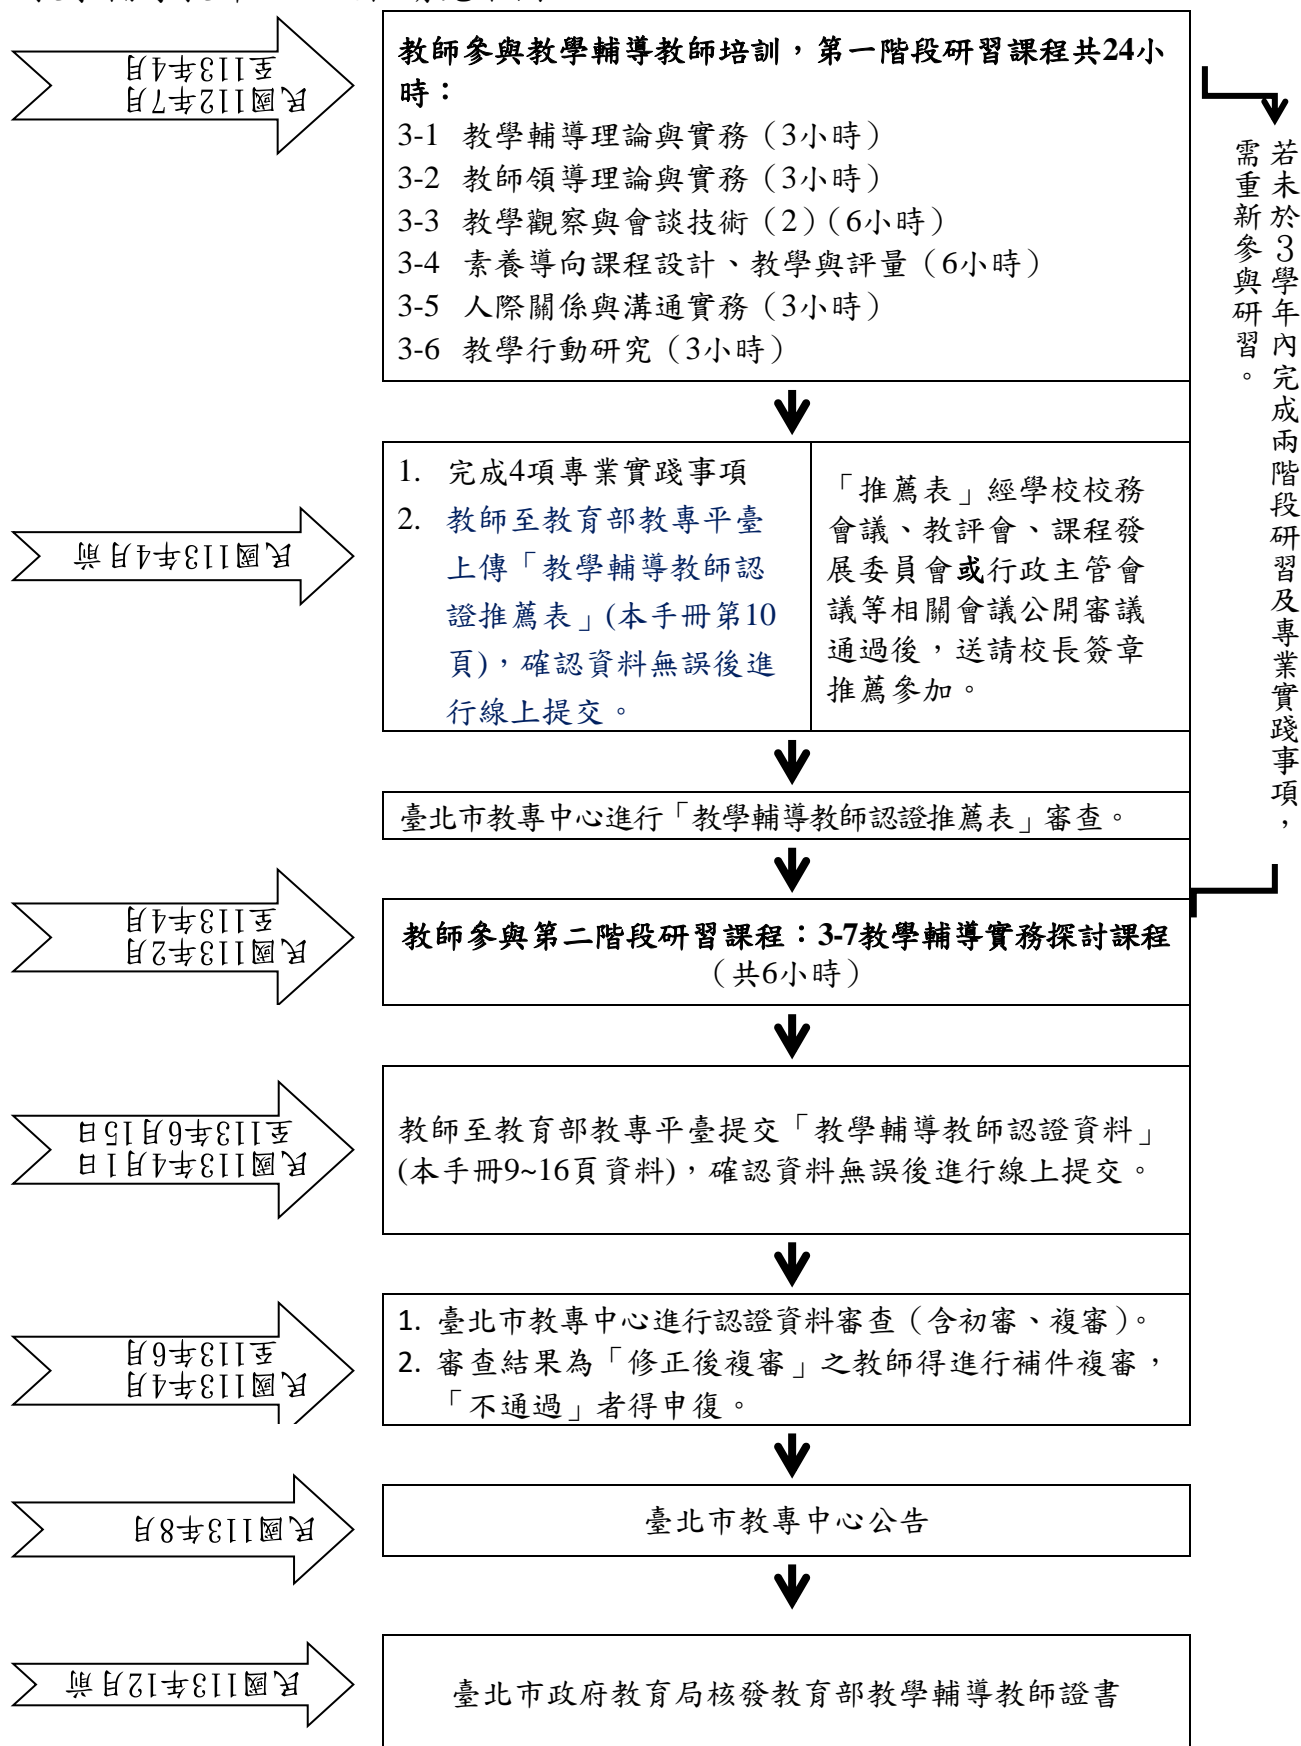 民國112年7月
至113年4月
教師參與教學輔導教師培訓，第一階段研習課程共24小
時：
3-1 教學輔導理論與實務（3小時）
3-2 教師領導理論與實務（3小時）
3-3 教學觀察與會談技術（2）（6小時）
3-4 素養導向課程設計、教學與評量（6小時）
3-5 人際關係與溝通實務（3小時）
3-6 教學行動研究（3小時）
若未於3學年內完成兩階段研習及專業實踐事項，
需重新參與研習。
民國113年4月前
1. 完成4項專業實踐事項
2. 教師至教育部教專平臺
上傳「教學輔導教師認
證推薦表」(本手冊第10
頁)，確認資料無誤後進
行線上提交。
「推薦表」經學校校務
會議、教評會、課程發
展委員會或行政主管會
議等相關會議公開審議
通過後，送請校長簽章
推薦參加。
臺北市教專中心進行「教學輔導教師認證推薦表」審查。
民國113年2月
至113年4月
教師參與第二階段研習課程：3-7教學輔導實務探討課程
（共6小時）
民國113年4月1日
至113年6月15日
教師至教育部教專平臺提交「教學輔導教師認證資料」
(本手冊9~16頁資料)，確認資料無誤後進行線上提交。
民國113年4月
至113年6月
1. 臺北市教專中心進行認證資料審查（含初審、複審）。
2. 審查結果為「修正後複審」之教師得進行補件複審，
「不通過」者得申復。
民國113年8月
臺北市教專中心公告
民國113年12月前
臺北市政府教育局核發教育部教學輔導教師證書